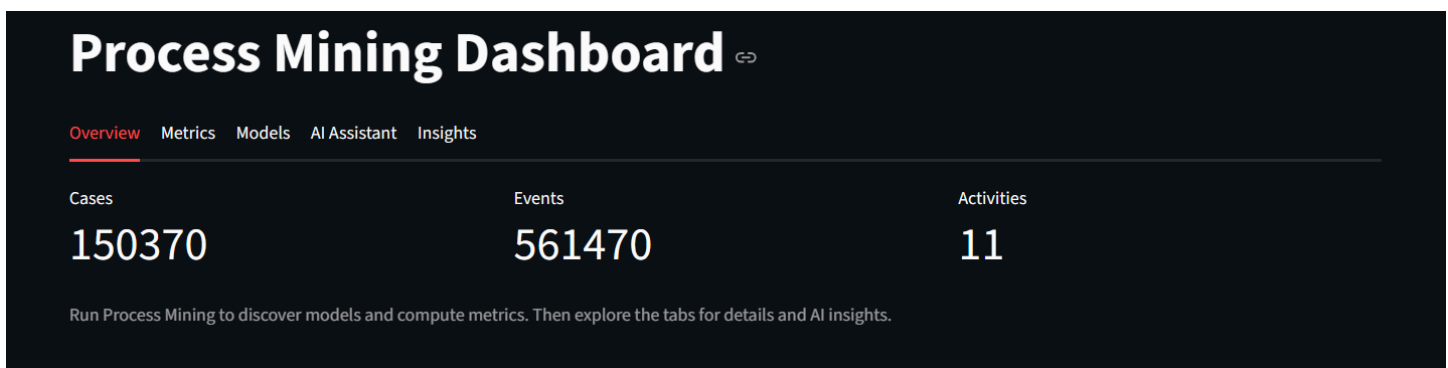 Process Mining Dashboard
Overview Metrics Models AI Assistant Insights
Cases Events Activities
150370 561470 11
Run Process Mining to discover models and compute metrics. Then explore the tabs for details and AI insights.